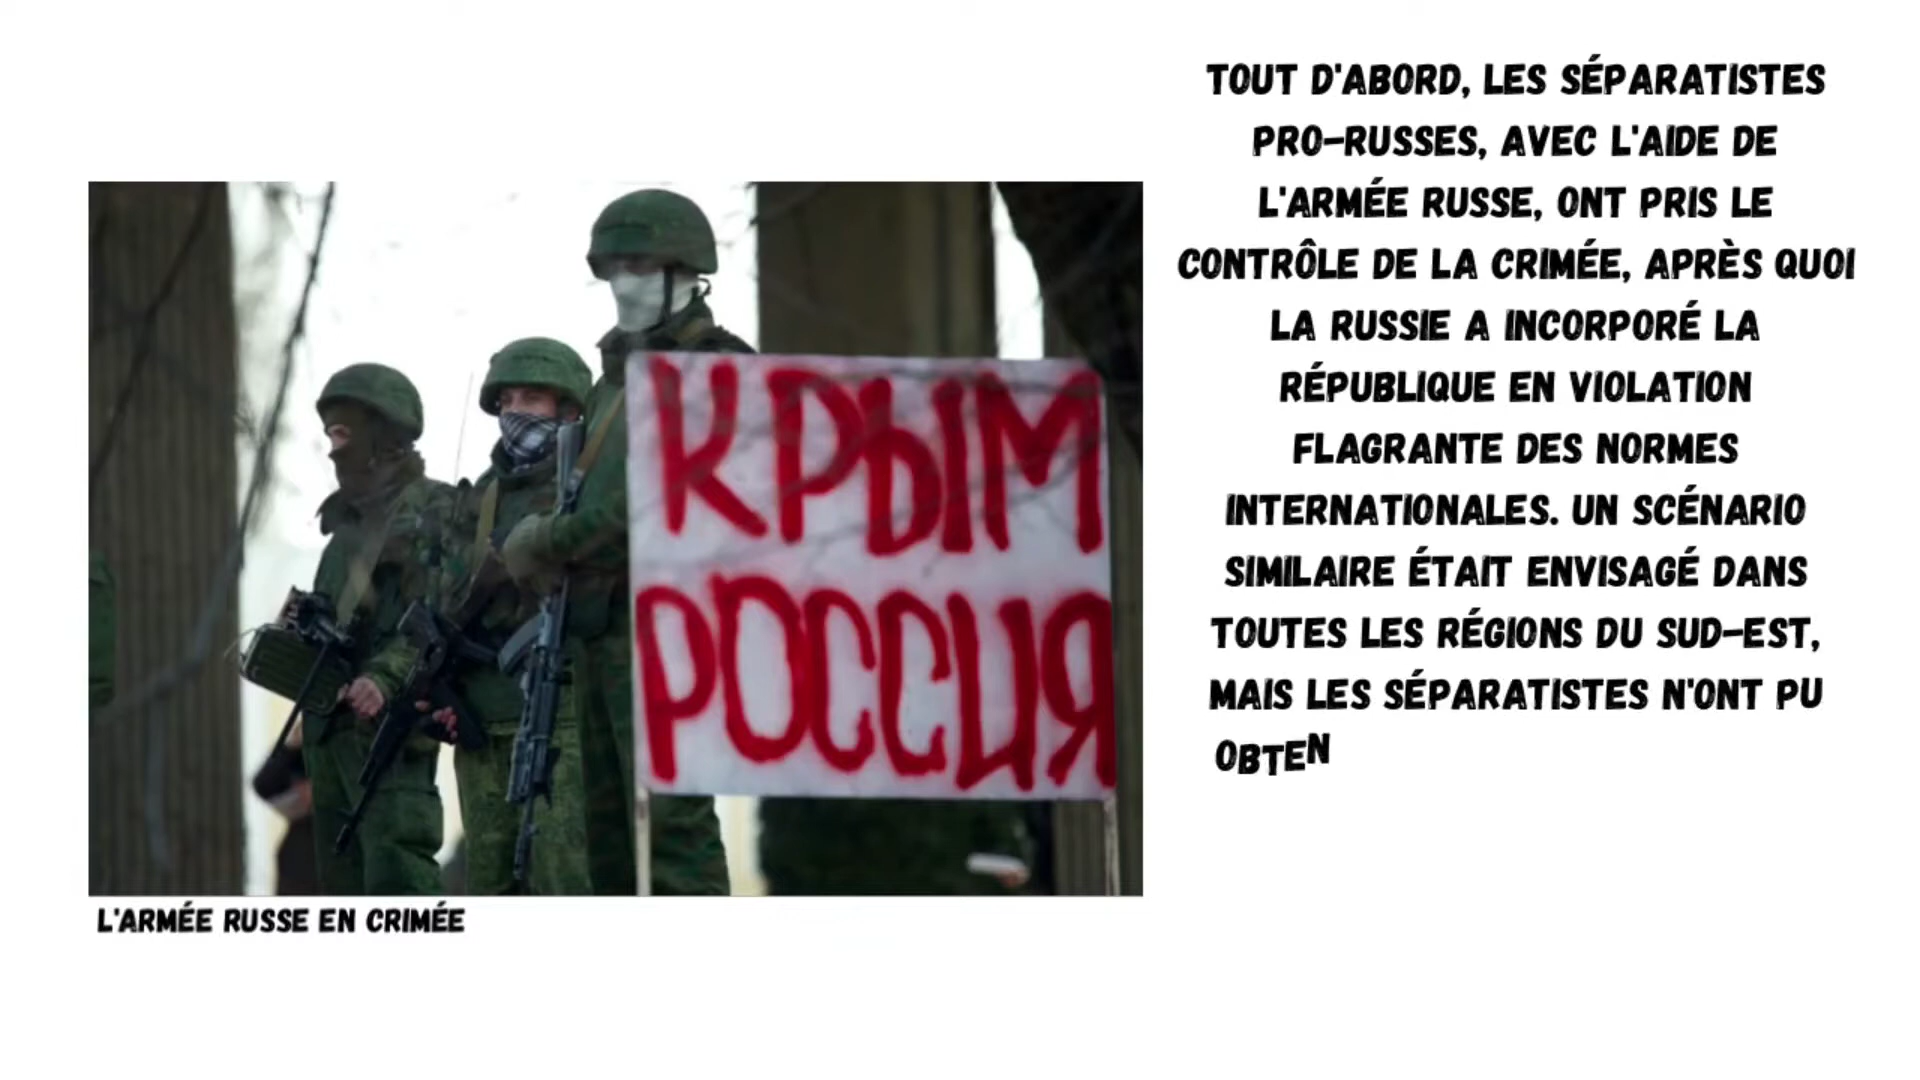 TOUT D'ABORD, LES SÉPARATISTES
PRO-RUSSES, AVEC L'AIDE DE
L'ARMÉE RUSSE, ONT PRIS LE
CONTRÔLE DE LA CRIMÉE, APRÈS QUOI
LA RUSSIE A INCORPORÉ LA
RÉPUBLIQUE EN VIOLATION
FLAGRANTE DES NORMES
INTERNATIONALES. UN SCÉNARIO
SIMILAIRE ÉTAIT ENVISAGÉ DANS
TOUTES LES RÉGIONS DU SUD-EST,
MAIS LES SÉPARATISTES N'ONT PU
OBTEN
КРЫМ
РОССИЯ
L'ARMÉE RUSSE EN CRIMÉE